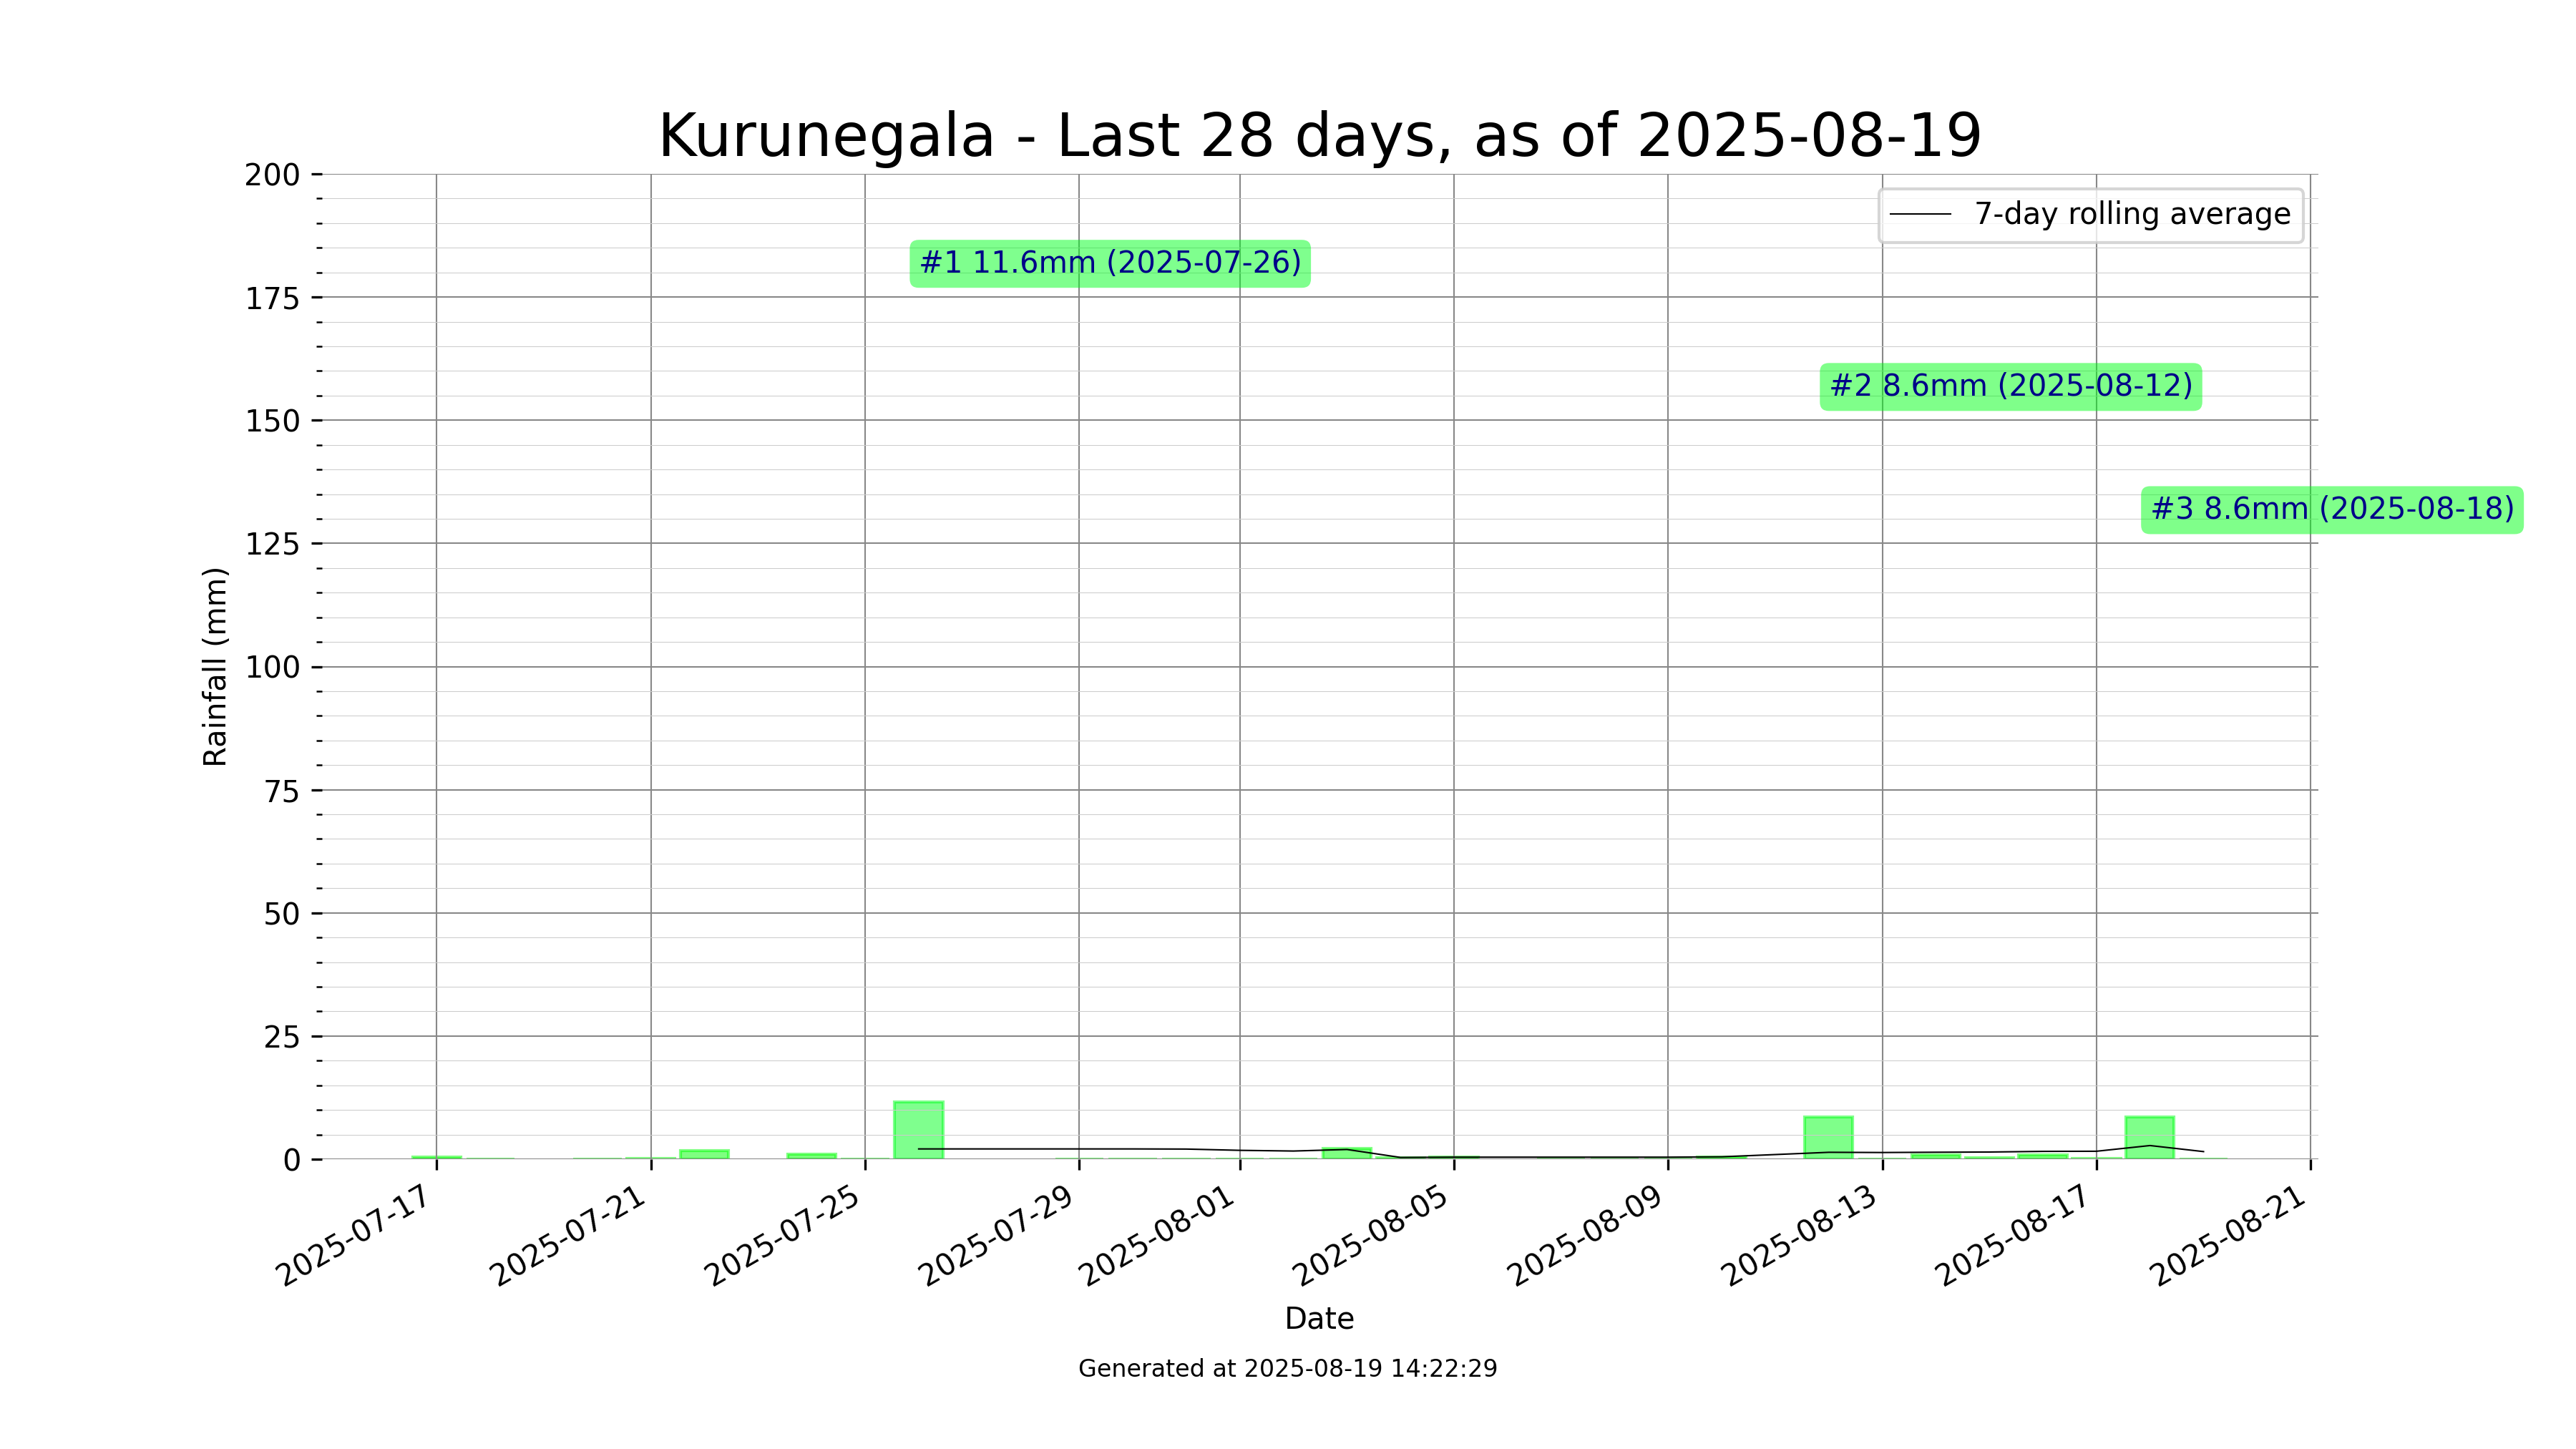 Kurunegala - Last 28 days, as of 2025-08-19
7-day rolling average
#1 11.6mm (2025-07-26)
#2 8.6mm (2025-08-12)
#3 8.6mm (2025-08-18)
Rainfall (mm)
200
175
150
125
100
75
50
25
0
2025-07-17
2025-07-21
2025-07-25
2025-07-29
2025-08-01
2025-08-05
2025-08-09
2025-08-13
2025-08-17
2025-08-21
Date
Generated at 2025-08-19 14:22:29